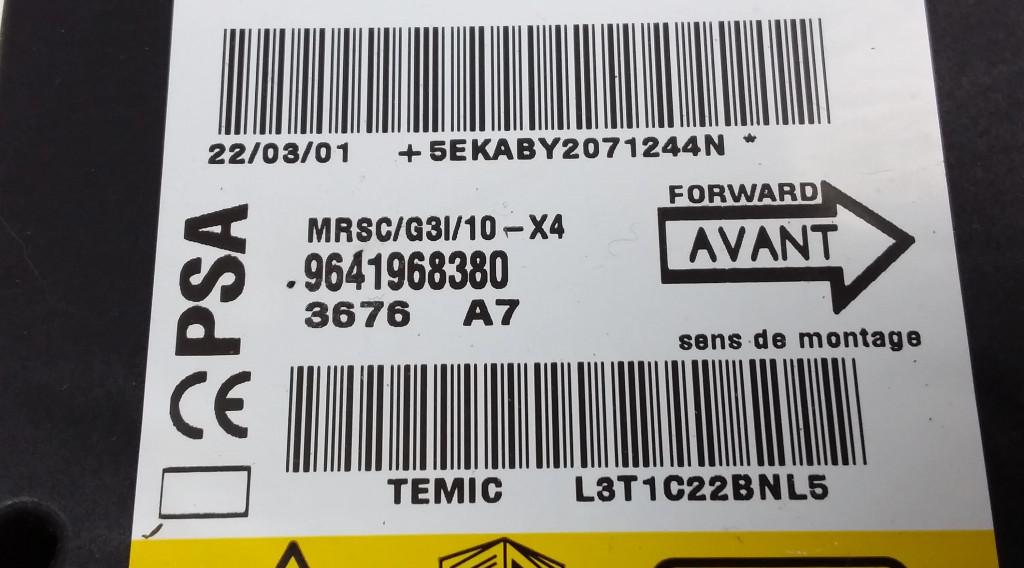 22/03/01 +5EKABY2071244N *
FORWARD
AVANT
sens de montage
MRSC/G3I/10-X4
.9641968380
3676 A7
PSA
CE
TEMIC L3T1C22BNL5